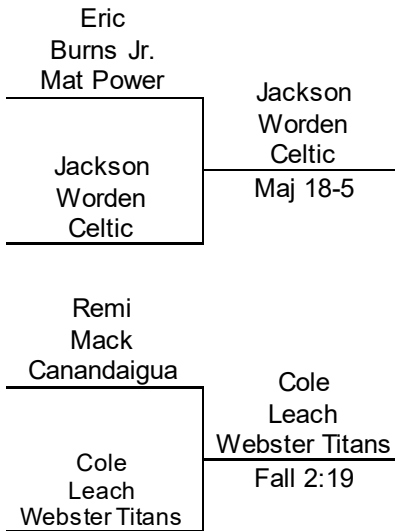 Eric
Burns Jr.
Mat Power
Jackson
Worden
Celtic
Jackson
Worden
Celtic
Maj 18-5
Remi
Mack
Canandaigua
Cole
Leach
Webster Titans
Cole
Leach
Webster Titans
Fall 2:19